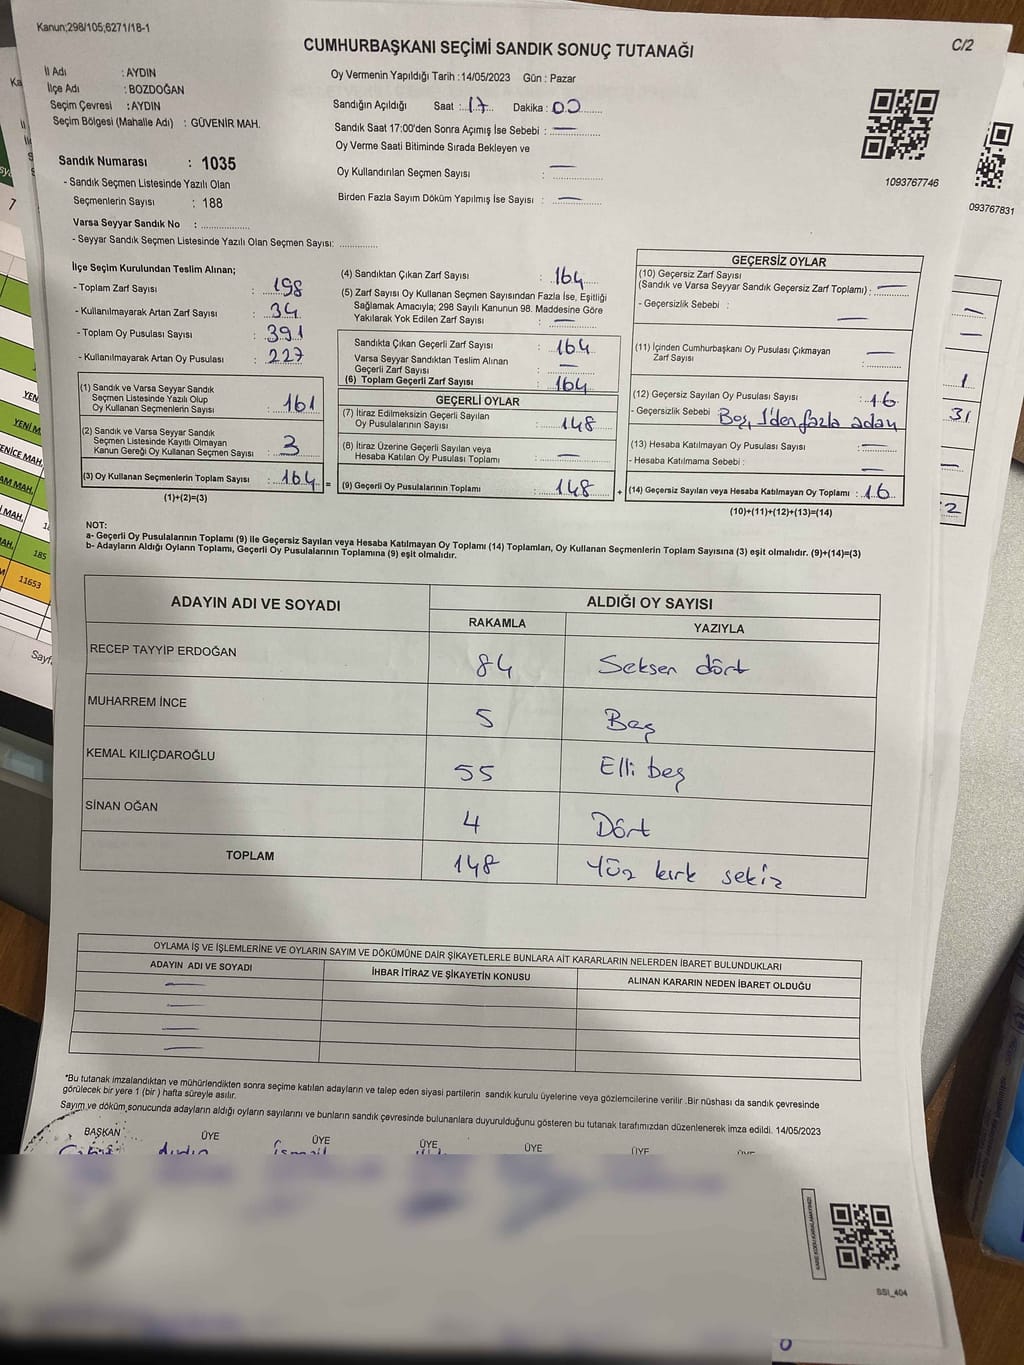 Kanun;298/105;6271/18-1
C/2
CUMHURBAŞKANI SEÇİMİ SANDIK SONUÇ TUTANAĞI
İl Adı : AYDIN
İlçe Adı : BOZDOĞAN
Seçim Çevresi : AYDIN
Seçim Bölgesi (Mahalle Adı) : GÜVENİR MAH.
Oy Vermenin Yapıldığı Tarih : 14/05/2023 Gün : Pazar
Sandığın Açıldığı Saat : 17 Dakika : 00
Sandık Saat 17:00'den Sonra Açımış İse Sebebi : —
Oy Verme Saati Bitiminde Sırada Bekleyen ve
Oy Kullandırılan Seçmen Sayısı : —
Birden Fazla Sayım Döküm Yapılmış İse Sayısı : —
1093767746
093767831
Sandık Numarası : 1035
- Sandık Seçmen Listesinde Yazılı Olan
Seçmenlerin Sayısı : 188
Varsa Seyyar Sandık No : ....................
- Seyyar Sandık Seçmen Listesinde Yazılı Olan Seçmen Sayısı: ...............
İlçe Seçim Kurulundan Teslim Alınan;
- Toplam Zarf Sayısı : 198
- Kullanılmayarak Artan Zarf Sayısı : 34
- Toplam Oy Pusulası Sayısı : 391
- Kullanılmayarak Artan Oy Pusulası : 227
(1) Sandık ve Varsa Seyyar Sandık
Seçmen Listesinde Yazılı Olup
Oy Kullanan Seçmenlerin Sayısı : 161
(2) Sandık ve Varsa Seyyar Sandık
Seçmen Listesinde Kayıtlı Olmayan
Kanun Gereği Oy Kullanan Seçmen Sayısı : 3
(3) Oy Kullanan Seçmenlerin Toplam Sayısı : 164 =
(1)+(2)=(3)
(4) Sandıktan Çıkan Zarf Sayısı : 164
(5) Zarf Sayısı Oy Kullanan Seçmen Sayısından Fazla İse, Eşitliği
Sağlamak Amacıyla; 298 Sayılı Kanunun 98. Maddesine Göre
Yakılarak Yok Edilen Zarf Sayısı : —
Sandıkta Çıkan Geçerli Zarf Sayısı : 164
Varsa Seyyar Sandıktan Teslim Alınan
Geçerli Zarf Sayısı : —
(6) Toplam Geçerli Zarf Sayısı : 164
GEÇERLİ OYLAR
(7) İtiraz Edilmeksizin Geçerli Sayılan
Oy Pusulalarının Sayısı : 148
(8) İtiraz Üzerine Geçerli Sayılan veya
Hesaba Katılan Oy Pusulası Toplamı : —
(9) Geçerli Oy Pusulalarının Toplamı : 148 +
GEÇERSİZ OYLAR
(10) Geçersiz Zarf Sayısı
(Sandık ve Varsa Seyyar Sandık Geçersiz Zarf Toplamı) : —
- Geçersizlik Sebebi : —
(11) İçinden Cumhurbaşkanı Oy Pusulası Çıkmayan
Zarf Sayısı : —
(12) Geçersiz Sayılan Oy Pusulası Sayısı : 16
- Geçersizlik Sebebi : Boş, 1'den fazla aday
(13) Hesaba Katılmayan Oy Pusulası Sayısı : —
- Hesaba Katılmama Sebebi : —
(14) Geçersiz Sayılan veya Hesaba Katılmayan Oy Toplamı : 16
(10)+(11)+(12)+(13)=(14)
NOT:
a- Geçerli Oy Pusulalarının Toplamı (9) ile Geçersiz Sayılan veya Hesaba Katılmayan Oy Toplamı (14) Toplamları, Oy Kullanan Seçmenlerin Toplam Sayısına (3) eşit olmalıdır. (9)+(14)=(3)
b- Adayların Aldığı Oyların Toplamı, Geçerli Oy Pusulalarının Toplamına (9) eşit olmalıdır.
ADAYIN ADI VE SOYADI ALDIĞI OY SAYISI
RAKAMLA YAZIYLA
RECEP TAYYİP ERDOĞAN 84 Seksen dört
MUHARREM İNCE 5 Beş
KEMAL KILIÇDAROĞLU 55 Elli beş
SİNAN OĞAN 4 Dört
TOPLAM 148 Yüz kırk sekiz
OYLAMA İŞ VE İŞLEMLERİNE VE OYLARIN SAYIM VE DÖKÜMÜNE DAİR ŞİKAYETLERLE BUNLARA AİT KARARLARIN NELERDEN İBARET BULUNDUKLARI
ADAYIN ADI VE SOYADI İHBAR İTİRAZ VE ŞİKAYETİN KONUSU ALINAN KARARIN NEDEN İBARET OLDUĞU
—
—
—
—
*Bu tutanak imzalandıktan ve mühürlendikten sonra seçime katılan adayların ve talep eden siyasi partilerin sandık kurulu üyelerine veya gözlemcilerine verilir .Bir nüshası da sandık çevresinde
görülecek bir yere 1 (bir ) hafta süreyle asılır.
Sayım ve döküm sonucunda adayların aldığı oyların sayılarını ve bunların sandık çevresinde bulunanlara duyurulduğunu gösteren bu tutanak tarafımızdan düzenlenerek imza edildi. 14/05/2023
BAŞKAN ÜYE ÜYE ÜYE ÜYE ÜYE ÜYE
SSI_404
YENİ M.
YENİCE MAH.
185
11653
Sayfa
1
31
2